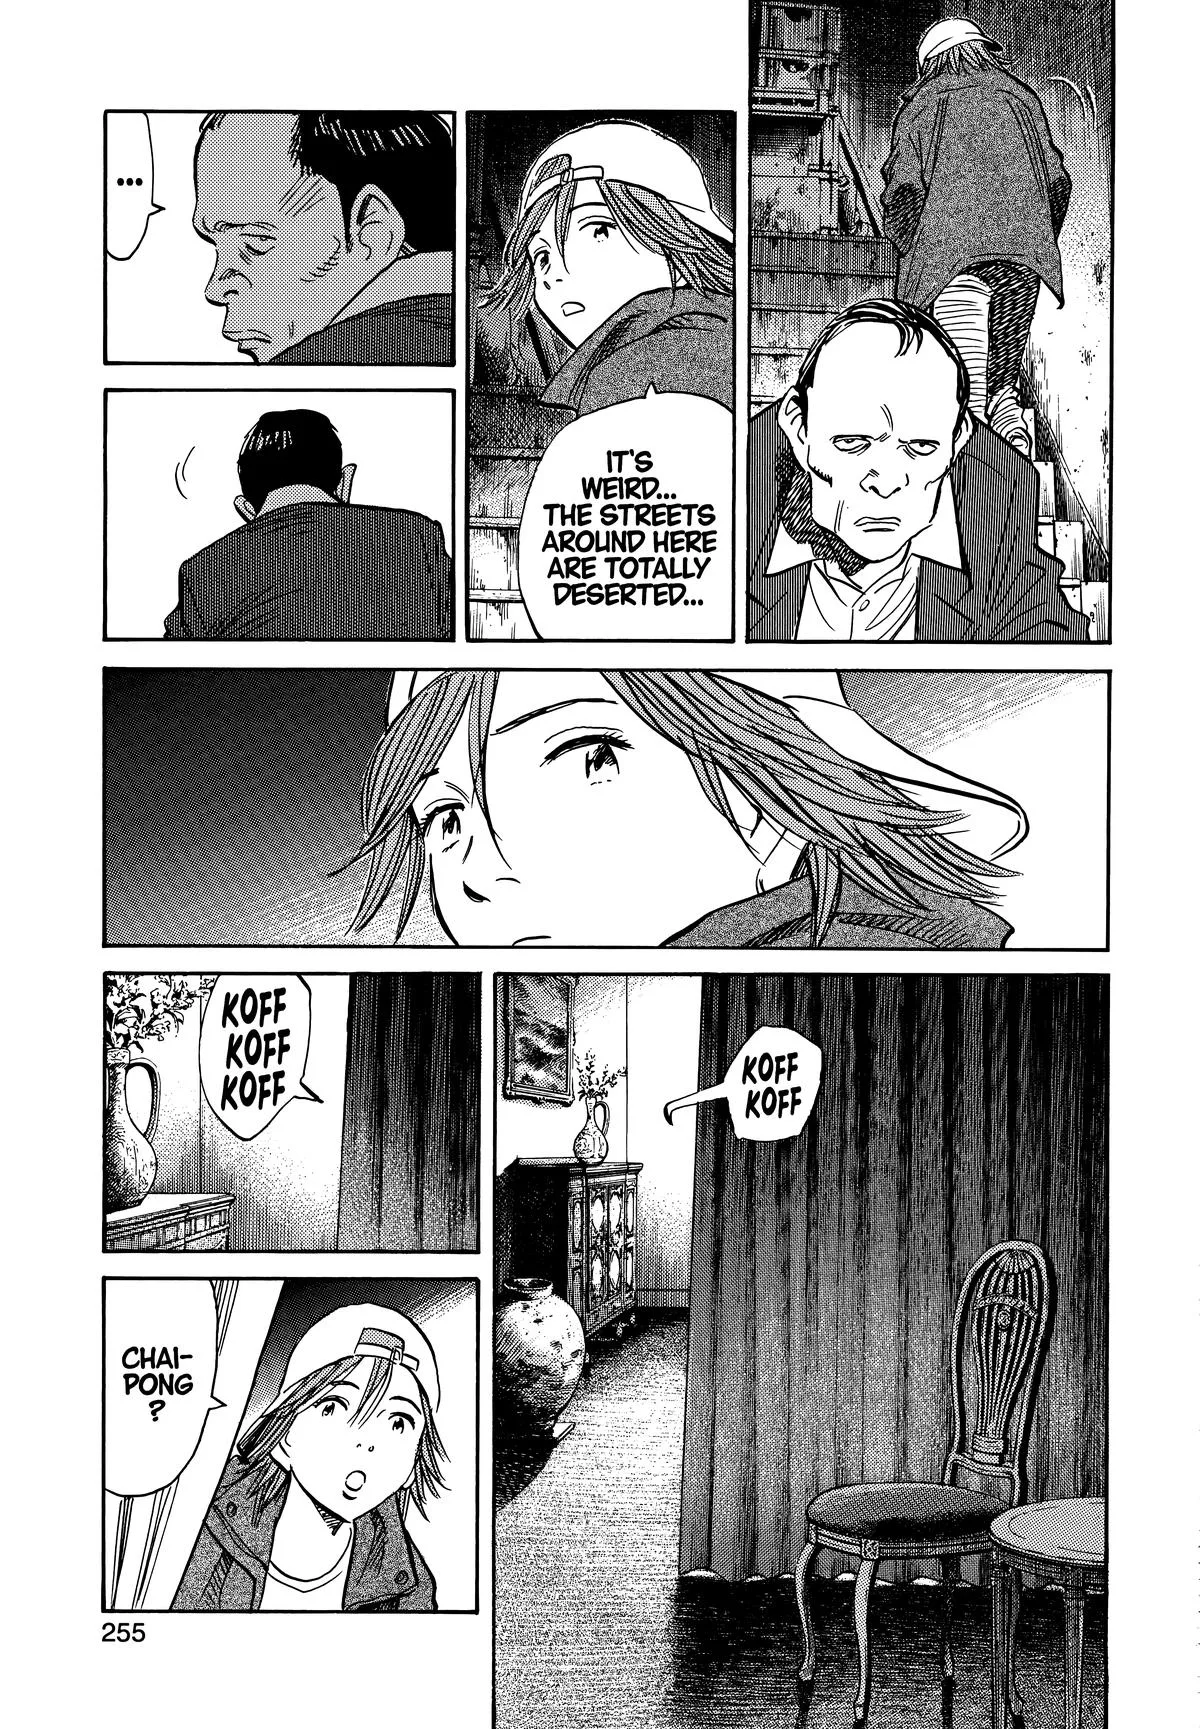 IT'S
WEIRD...
THE STREETS
AROUND HERE
ARE TOTALLY
DESERTED...
...
KOFF
KOFF
KOFF
KOFF
KOFF
CHAI-
PONG
?
255